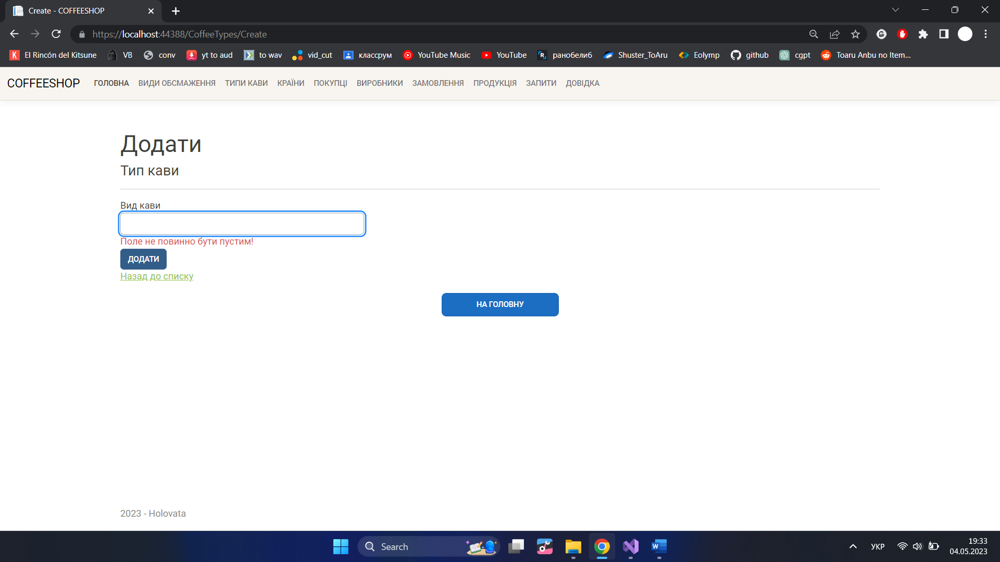 Create - COFFEESHOP
https://localhost:44388/CoffeeTypes/Create
El Rincón del Kitsune VB conv yt to aud to wav vid_cut классрум YouTube Music YouTube ранобелиб Shuster_ToAru Eolymp github cgpt Toaru Anbu no Item...
COFFEESHOP ГОЛОВНА ВИДИ ОБСМАЖЕННЯ ТИПИ КАВИ КРАЇНИ ПОКУПЦІ ВИРОБНИКИ ЗАМОВЛЕННЯ ПРОДУКЦІЯ ЗАПИТИ ДОВІДКА
Додати
Тип кави
Вид кави
Поле не повинно бути пустим!
ДОДАТИ
Назад до списку
НА ГОЛОВНУ
2023 - Holovata
Search
УКР
19:33
04.05.2023